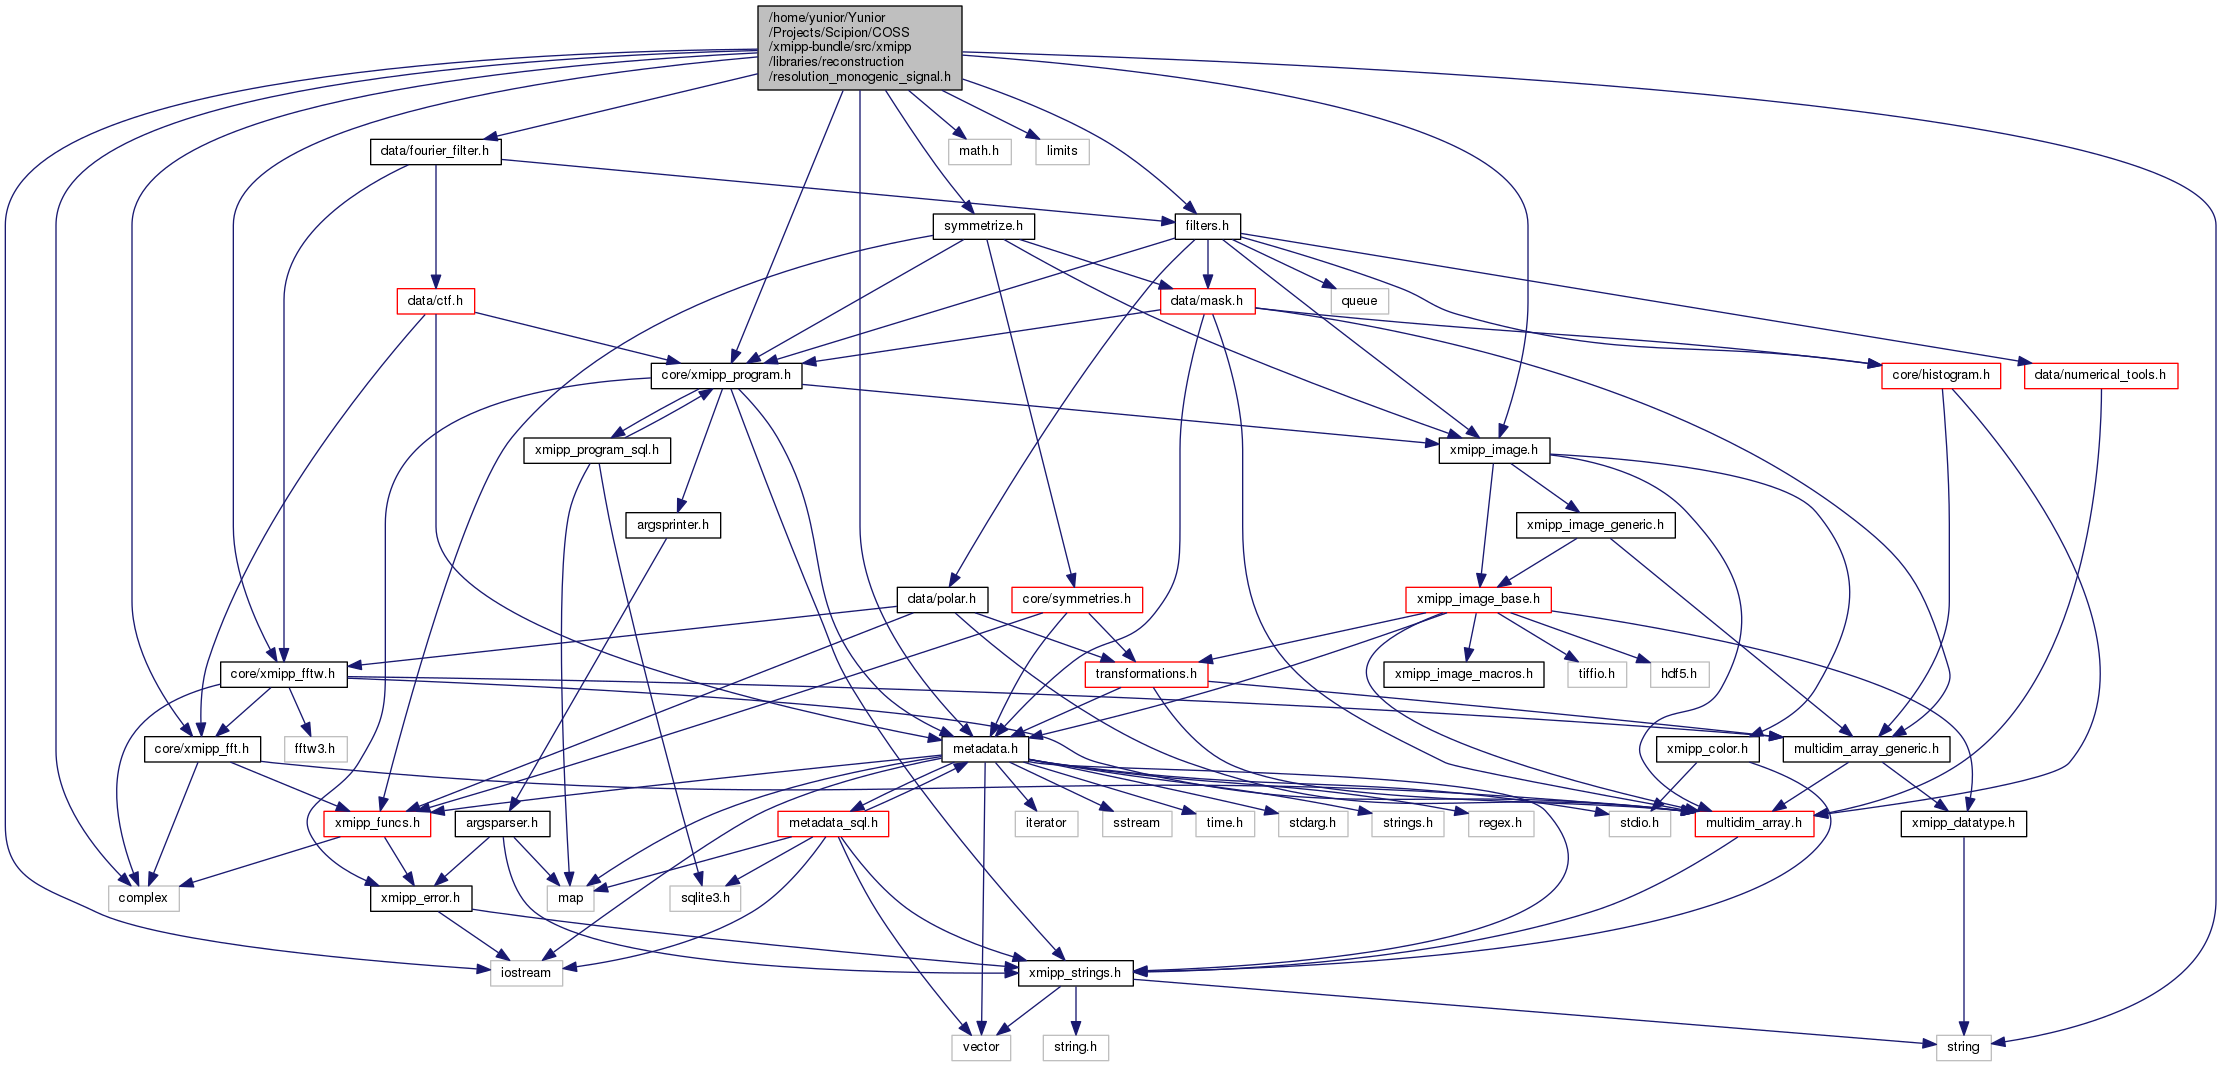 /home/yunior/Yunior
/Projects/Scipion/COSS
/xmipp-bundle/src/xmipp
/libraries/reconstruction
/resolution_monogenic_signal.h
data/fourier_filter.h
math.h
limits
symmetrize.h
filters.h
data/ctf.h
data/mask.h
queue
core/xmipp_program.h
core/histogram.h
data/numerical_tools.h
xmipp_program_sql.h
xmipp_image.h
argsprinter.h
xmipp_image_generic.h
data/polar.h
core/symmetries.h
xmipp_image_base.h
core/xmipp_fftw.h
transformations.h
xmipp_image_macros.h
tiffio.h
hdf5.h
core/xmipp_fft.h
fftw3.h
metadata.h
xmipp_color.h
multidim_array_generic.h
xmipp_funcs.h
argsparser.h
metadata_sql.h
iterator
sstream
time.h
stdarg.h
strings.h
regex.h
stdio.h
multidim_array.h
xmipp_datatype.h
complex
xmipp_error.h
map
sqlite3.h
iostream
xmipp_strings.h
vector
string.h
string